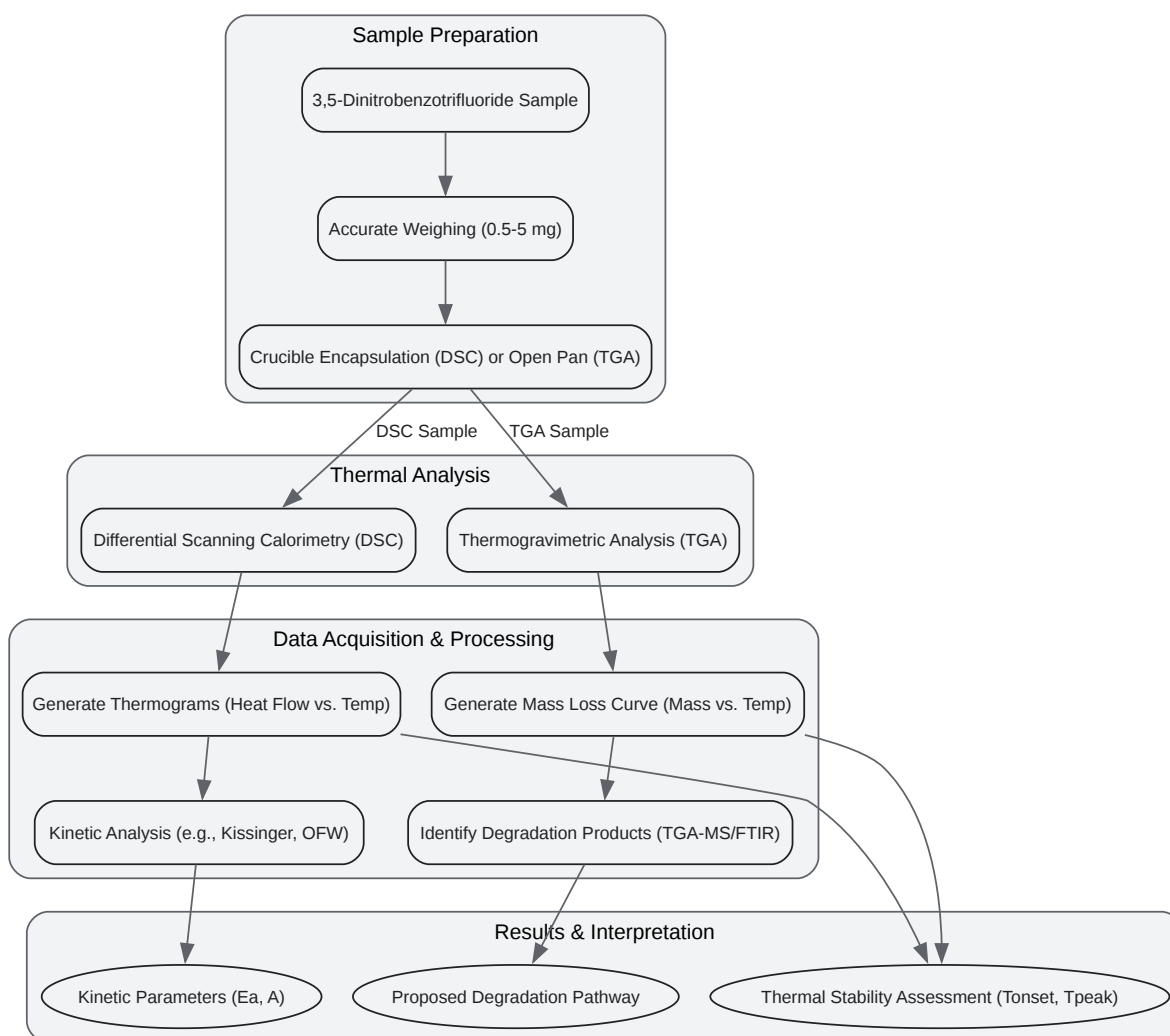 Sample Preparation
3,5-Dinitrobenzotrifluoride Sample
Accurate Weighing (0.5-5 mg)
Crucible Encapsulation (DSC) or Open Pan (TGA)
DSC Sample
TGA Sample
Thermal Analysis
Differential Scanning Calorimetry (DSC)
Thermogravimetric Analysis (TGA)
Data Acquisition & Processing
Generate Thermograms (Heat Flow vs. Temp)
Generate Mass Loss Curve (Mass vs. Temp)
Kinetic Analysis (e.g., Kissinger, OFW)
Identify Degradation Products (TGA-MS/FTIR)
Results & Interpretation
Kinetic Parameters (Ea, A)
Proposed Degradation Pathway
Thermal Stability Assessment (Tonset, Tpeak)